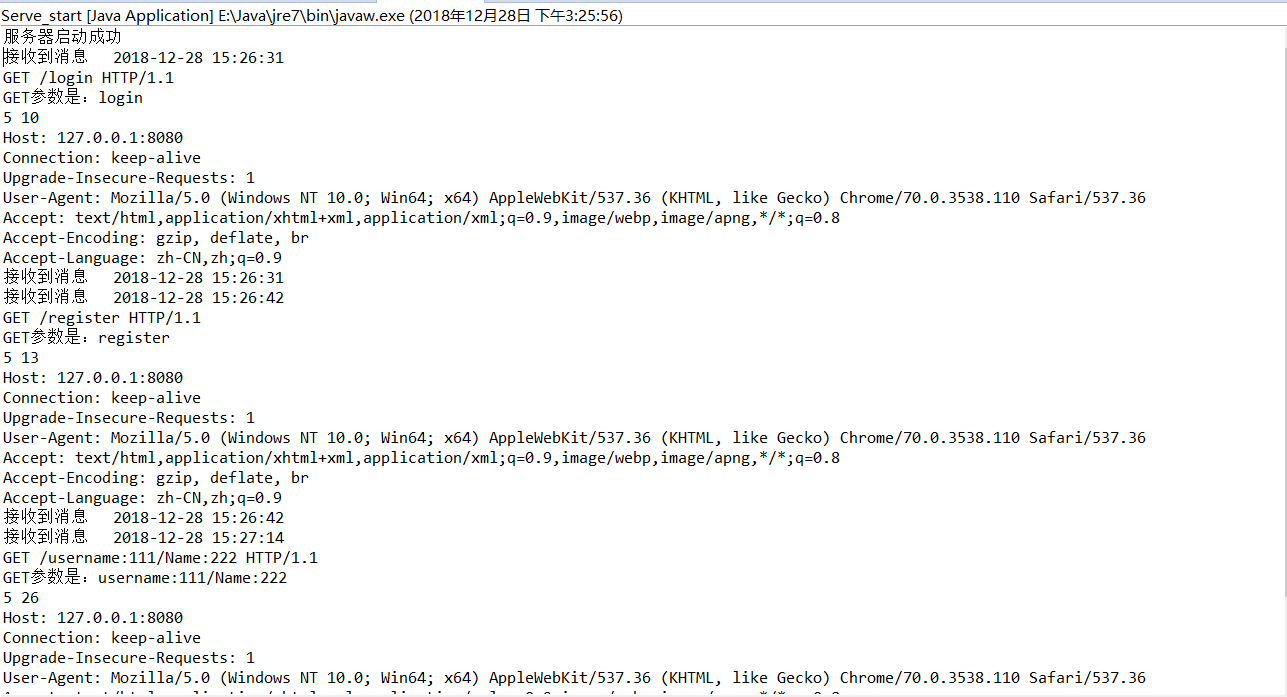 Serve_start [Java Application] E:\Java\jre7\bin\javaw.exe (2018年12月28日 下午3:25:56)
服务器启动成功
接收到消息   2018-12-28 15:26:31
GET /login HTTP/1.1
GET参数是：login
5 10
Host: 127.0.0.1:8080
Connection: keep-alive
Upgrade-Insecure-Requests: 1
User-Agent: Mozilla/5.0 (Windows NT 10.0; Win64; x64) AppleWebKit/537.36 (KHTML, like Gecko) Chrome/70.0.3538.110 Safari/537.36
Accept: text/html,application/xhtml+xml,application/xml;q=0.9,image/webp,image/apng,*/*;q=0.8
Accept-Encoding: gzip, deflate, br
Accept-Language: zh-CN,zh;q=0.9
接收到消息   2018-12-28 15:26:31
接收到消息   2018-12-28 15:26:42
GET /register HTTP/1.1
GET参数是：register
5 13
Host: 127.0.0.1:8080
Connection: keep-alive
Upgrade-Insecure-Requests: 1
User-Agent: Mozilla/5.0 (Windows NT 10.0; Win64; x64) AppleWebKit/537.36 (KHTML, like Gecko) Chrome/70.0.3538.110 Safari/537.36
Accept: text/html,application/xhtml+xml,application/xml;q=0.9,image/webp,image/apng,*/*;q=0.8
Accept-Encoding: gzip, deflate, br
Accept-Language: zh-CN,zh;q=0.9
接收到消息   2018-12-28 15:26:42
接收到消息   2018-12-28 15:27:14
GET /username:111/Name:222 HTTP/1.1
GET参数是：username:111/Name:222
5 26
Host: 127.0.0.1:8080
Connection: keep-alive
Upgrade-Insecure-Requests: 1
User-Agent: Mozilla/5.0 (Windows NT 10.0; Win64; x64) AppleWebKit/537.36 (KHTML, like Gecko) Chrome/70.0.3538.110 Safari/537.36